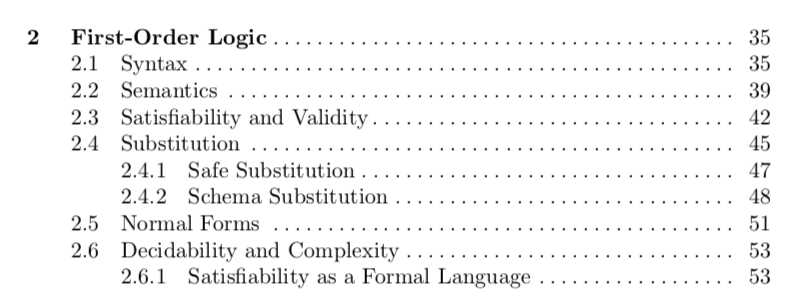 2 First-Order Logic . . . . . . . . . . . . . . . . . . . . . . . . . . . . . . . . . . . . . . . . . . 35
2.1 Syntax . . . . . . . . . . . . . . . . . . . . . . . . . . . . . . . . . . . . . . . . . . . . . . . . . 35
2.2 Semantics . . . . . . . . . . . . . . . . . . . . . . . . . . . . . . . . . . . . . . . . . . . . . . 39
2.3 Satisfiability and Validity . . . . . . . . . . . . . . . . . . . . . . . . . . . . . . . . . 42
2.4 Substitution . . . . . . . . . . . . . . . . . . . . . . . . . . . . . . . . . . . . . . . . . . . . 45
2.4.1 Safe Substitution . . . . . . . . . . . . . . . . . . . . . . . . . . . . . . . . . . 47
2.4.2 Schema Substitution . . . . . . . . . . . . . . . . . . . . . . . . . . . . . . . 48
2.5 Normal Forms . . . . . . . . . . . . . . . . . . . . . . . . . . . . . . . . . . . . . . . . . . 51
2.6 Decidability and Complexity . . . . . . . . . . . . . . . . . . . . . . . . . . . . . . 53
2.6.1 Satisfiability as a Formal Language . . . . . . . . . . . . . . . . . . 53